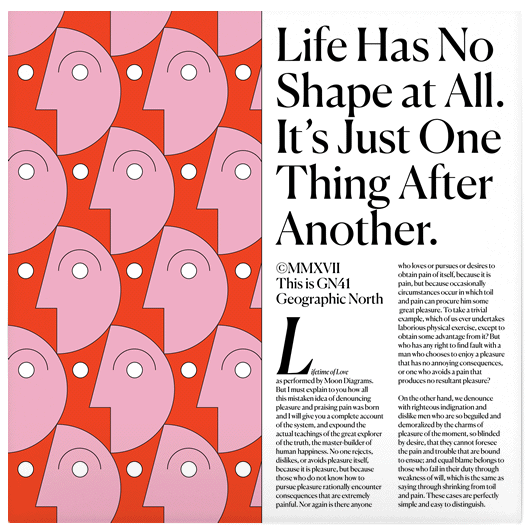 Life Has No
Shape at All.
It's Just One
Thing After
Another.
©MMXVII
This is GN41
Geographic North
Lifetime of Love
as performed by Moon Diagrams.
But I must explain to you how all
this mistaken idea of denouncing
pleasure and praising pain was born
and I will give you a complete account
of the system, and expound the
actual teachings of the great explorer
of the truth, the master-builder of
human happiness. No one rejects,
dislikes, or avoids pleasure itself,
because it is pleasure, but because
those who do not know how to
pursue pleasure rationally encounter
consequences that are extremely
painful. Nor again is there anyone
who loves or pursues or desires to
obtain pain of itself, because it is
pain, but because occasionally
circumstances occur in which toil
and pain can procure him some
great pleasure. To take a trivial
example, which of us ever undertakes
laborious physical exercise, except to
obtain some advantage from it? But
who has any right to find fault with a
man who chooses to enjoy a pleasure
that has no annoying consequences,
or one who avoids a pain that
produces no resultant pleasure?
On the other hand, we denounce
with righteous indignation and
dislike men who are so beguiled and
demoralized by the charms of
pleasure of the moment, so blinded
by desire, that they cannot foresee
the pain and trouble that are bound
to ensue; and equal blame belongs to
those who fail in their duty through
weakness of will, which is the same as
saying through shrinking from toil
and pain. These cases are perfectly
simple and easy to distinguish.